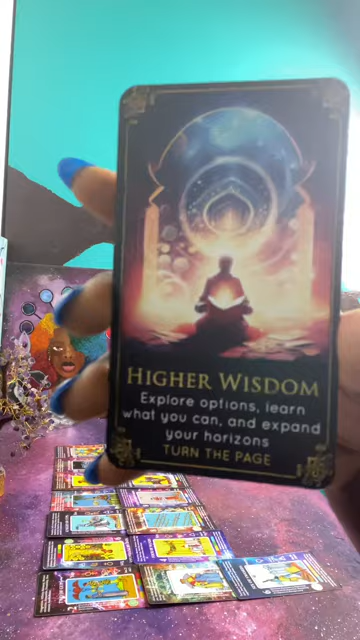 HIGHER WISDOM
Explore options, learn
what you can, and expand
your horizons
TURN THE PAGE